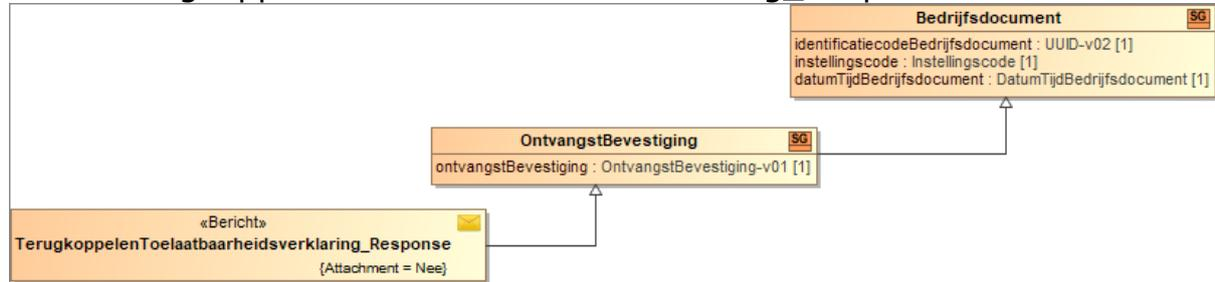 Bedrijfsdocument
SG
identificatiecodeBedrijfsdocument : UUID-v02 [1]
instellingscode : Instellingscode [1]
datumTijdBedrijfsdocument : DatumTijdBedrijfsdocument [1]
OntvangstBevestiging
SG
ontvangstBevestiging : OntvangstBevestiging-v01 [1]
«Bericht»
TerugkoppelenToelaatbaarheidsverklaring_Response
{Attachment = Nee}